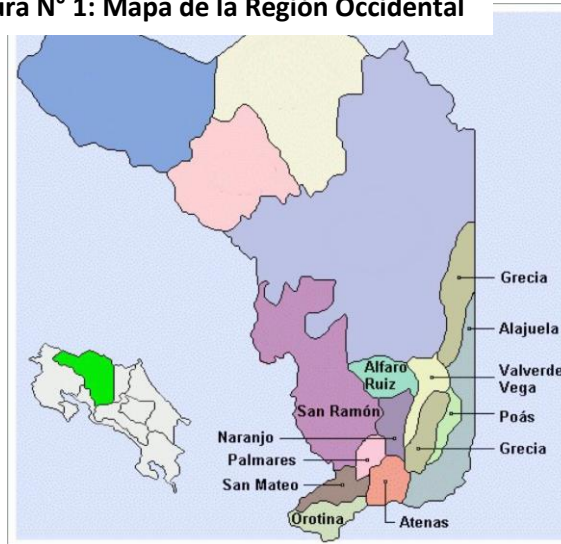 ura N° 1: Mapa de la Región Occidental
Grecia
Alajuela
Valverde
Vega
Alfaro
Ruiz
San Ramón
Poás
Naranjo
Grecia
Palmares
San Mateo
Orotina
Atenas